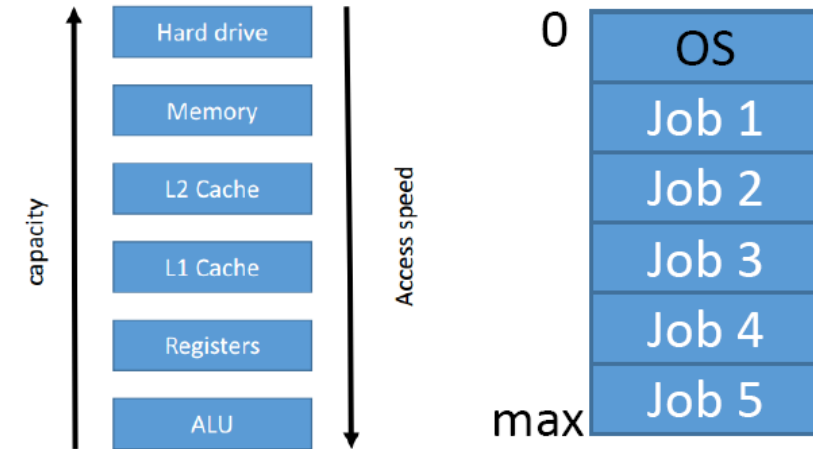 Hard drive
Memory
L2 Cache
L1 Cache
Registers
ALU
capacity
Access speed
0
OS
Job 1
Job 2
Job 3
Job 4
Job 5
max